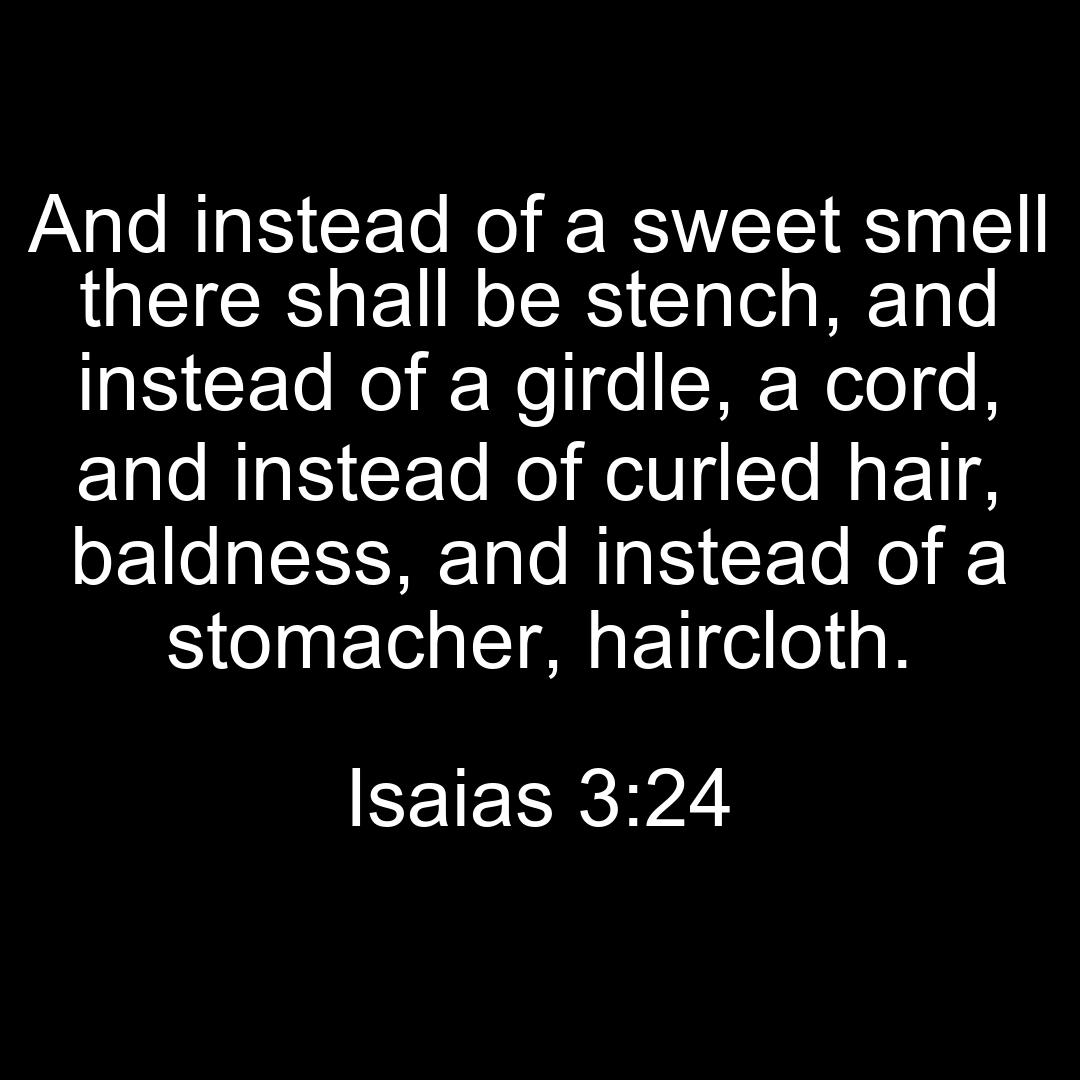 And instead of a sweet smell
there shall be stench, and
instead of a girdle, a cord,
and instead of curled hair,
baldness, and instead of a
stomacher, haircloth.
Isaias 3:24